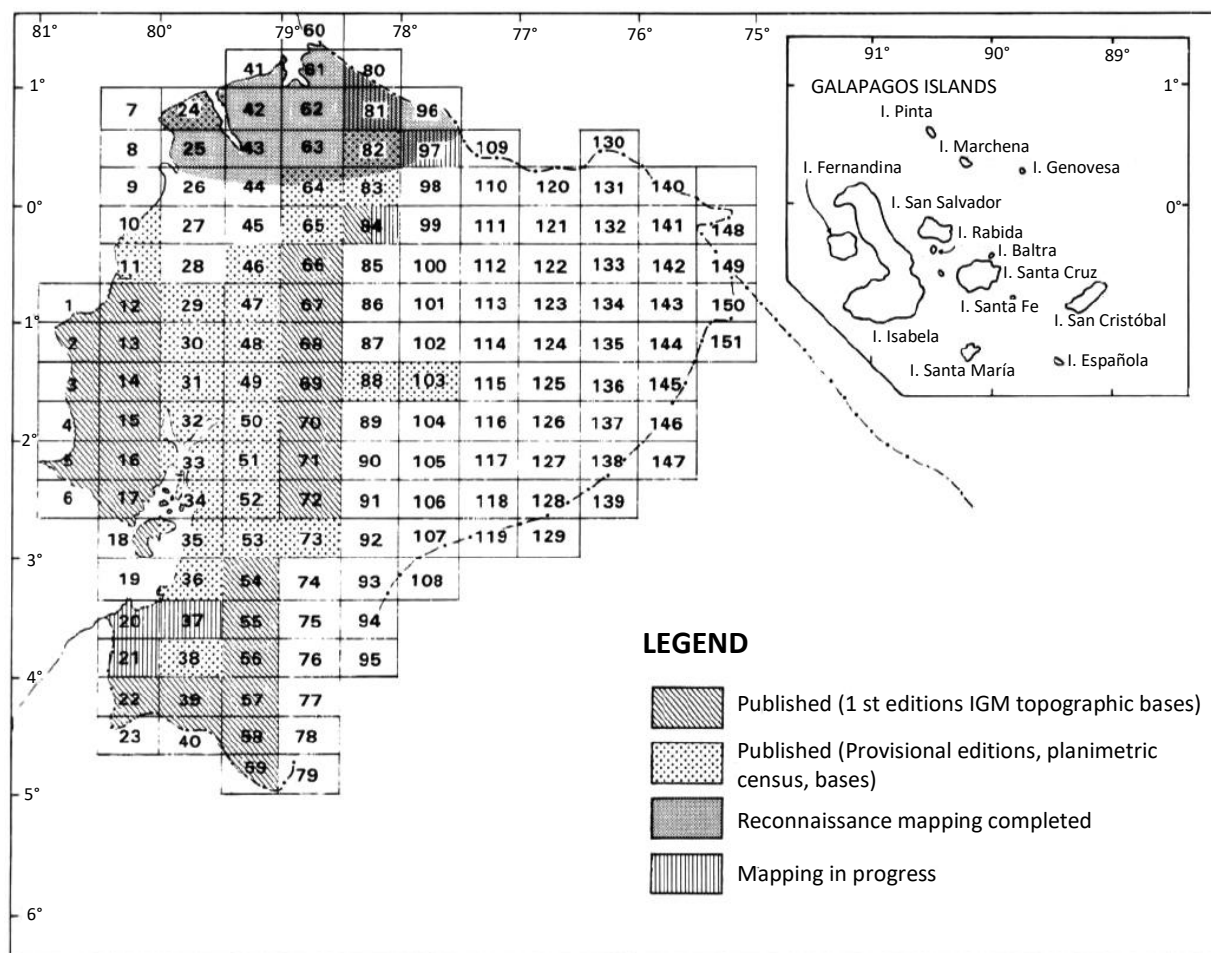 81° 80° 79° 78° 77° 76° 75°
60
41 61 80
1°
7 24 42 62 81 96
8 25 43 63 82 97 109 130
9 26 44 64 83 98 110 120 131 140
0°
10 27 45 65 84 99 111 121 132 141 148
11 28 46 66 85 100 112 122 133 142 149
1 12 29 47 67 86 101 113 123 134 143 150
1°
2 13 30 48 68 87 102 114 124 135 144 151
3 14 31 49 69 88 103 115 125 136 145
4 15 32 50 70 89 104 116 126 137 146
2°
5 16 33 51 71 90 105 117 127 138 147
6 17 34 52 72 91 106 118 128 139
18 35 53 73 92 107 119 129
3°
19 36 54 74 93 108
20 37 55 75 94
21 38 56 76 95
4°
22 39 57 77
23 40 58 78
59 79
5°
6°
91° 90° 89°
1°
GALAPAGOS ISLANDS
I. Pinta
I. Marchena
I. Fernandina
I. Genovesa
I. San Salvador
0°
I. Rabida
I. Baltra
I. Santa Cruz
I. Santa Fe
I. San Cristóbal
I. Isabela
I. Santa María
I. Española
LEGEND
Published (1 st editions IGM topographic bases)
Published (Provisional editions, planimetric
census, bases)
Reconnaissance mapping completed
Mapping in progress